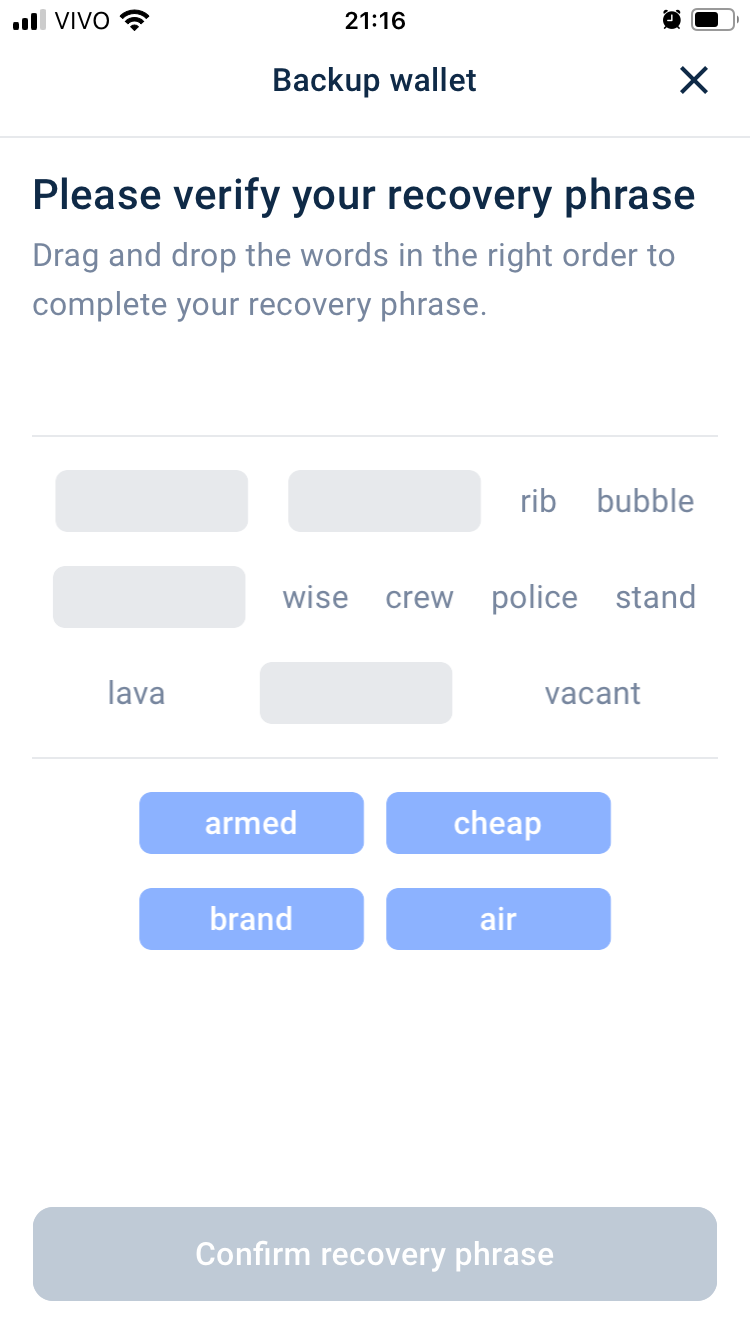 VIVO 21:16
Backup wallet
Please verify your recovery phrase
Drag and drop the words in the right order to
complete your recovery phrase.
rib bubble
wise crew police stand
lava vacant
armed cheap
brand air
Confirm recovery phrase